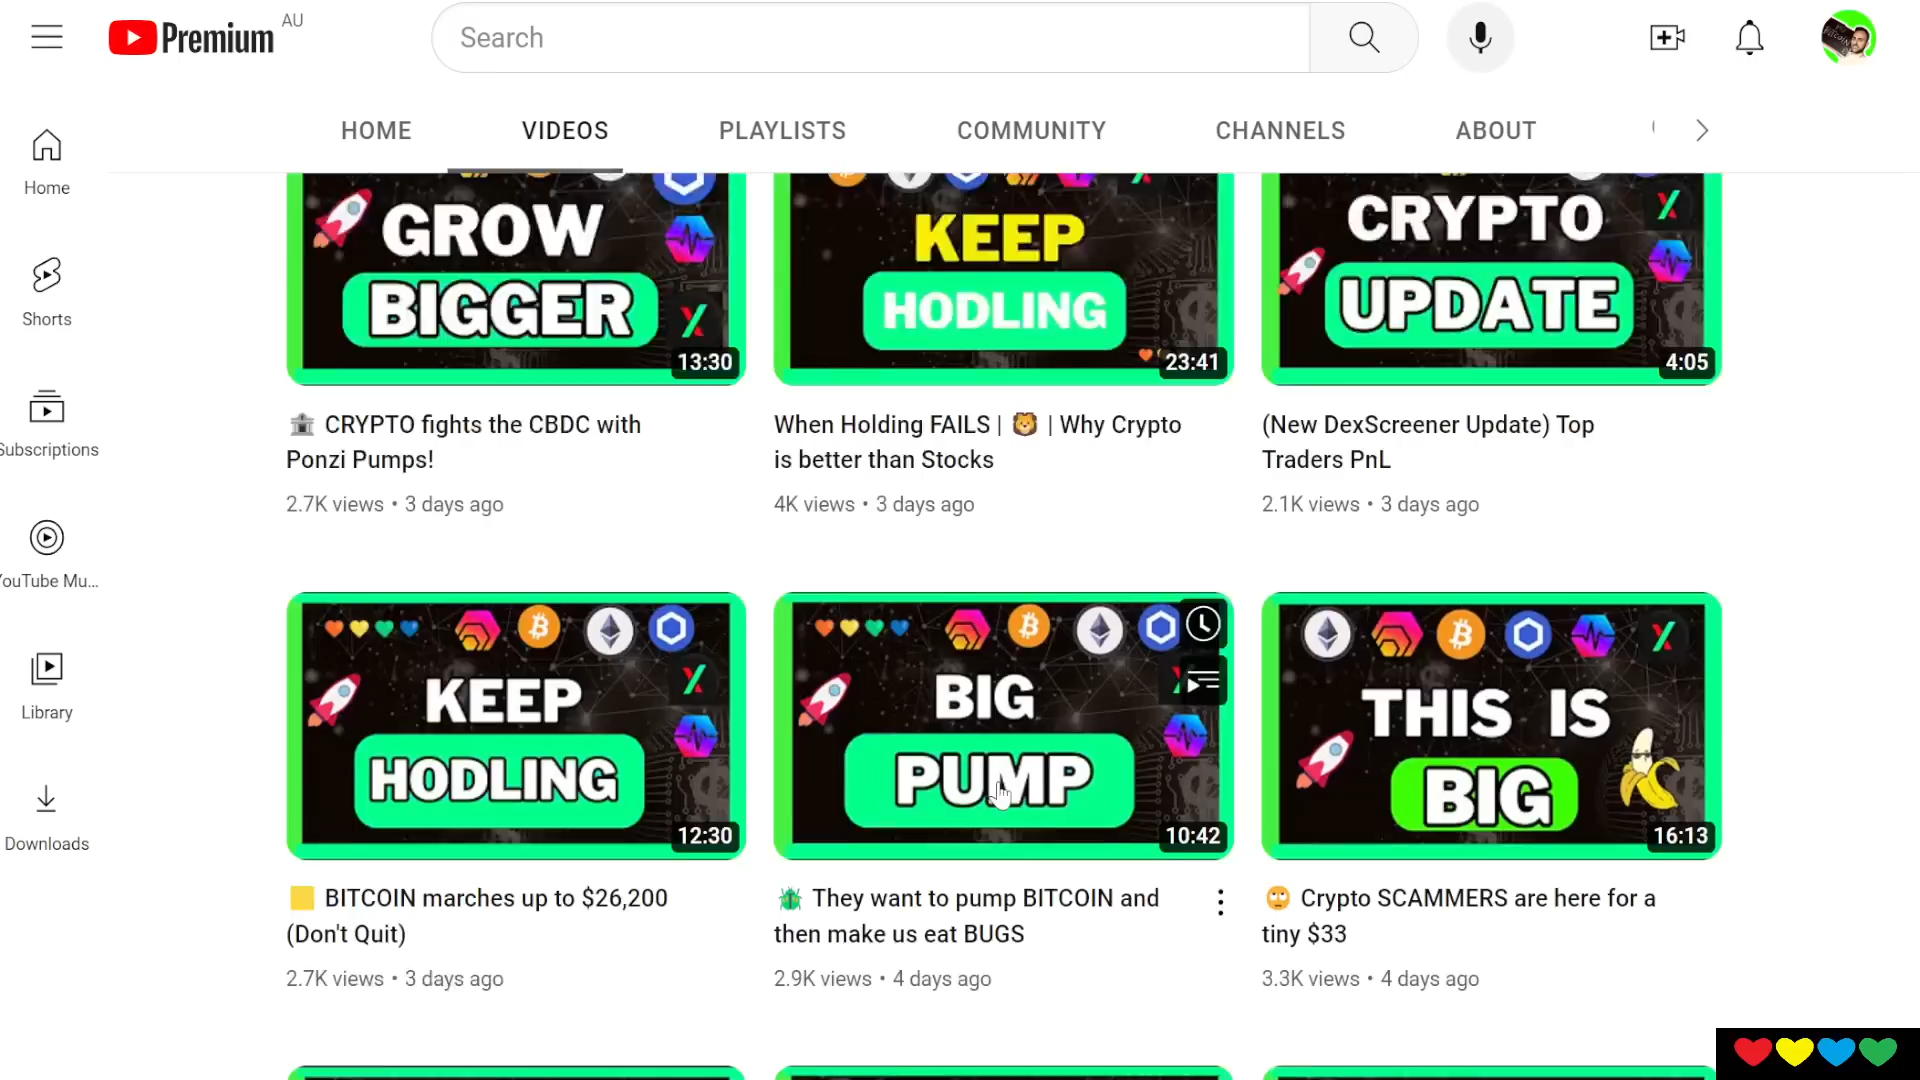 Premium AU
Search
HOME VIDEOS PLAYLISTS COMMUNITY CHANNELS ABOUT
Home
Shorts
Subscriptions
YouTube Mu...
Library
Downloads
GROW
BIGGER
13:30
KEEP
HODLING
23:41
CRYPTO
UPDATE
4:05
CRYPTO fights the CBDC with
Ponzi Pumps!
2.7K views • 3 days ago
When Holding FAILS | 🦁 | Why Crypto
is better than Stocks
4K views • 3 days ago
(New DexScreener Update) Top
Traders PnL
2.1K views • 3 days ago
KEEP
HODLING
12:30
BIG
PUMP
10:42
THIS IS
BIG
16:13
BITCOIN marches up to $26,200
(Don't Quit)
2.7K views • 3 days ago
They want to pump BITCOIN and
then make us eat BUGS
2.9K views • 4 days ago
Crypto SCAMMERS are here for a
tiny $33
3.3K views • 4 days ago